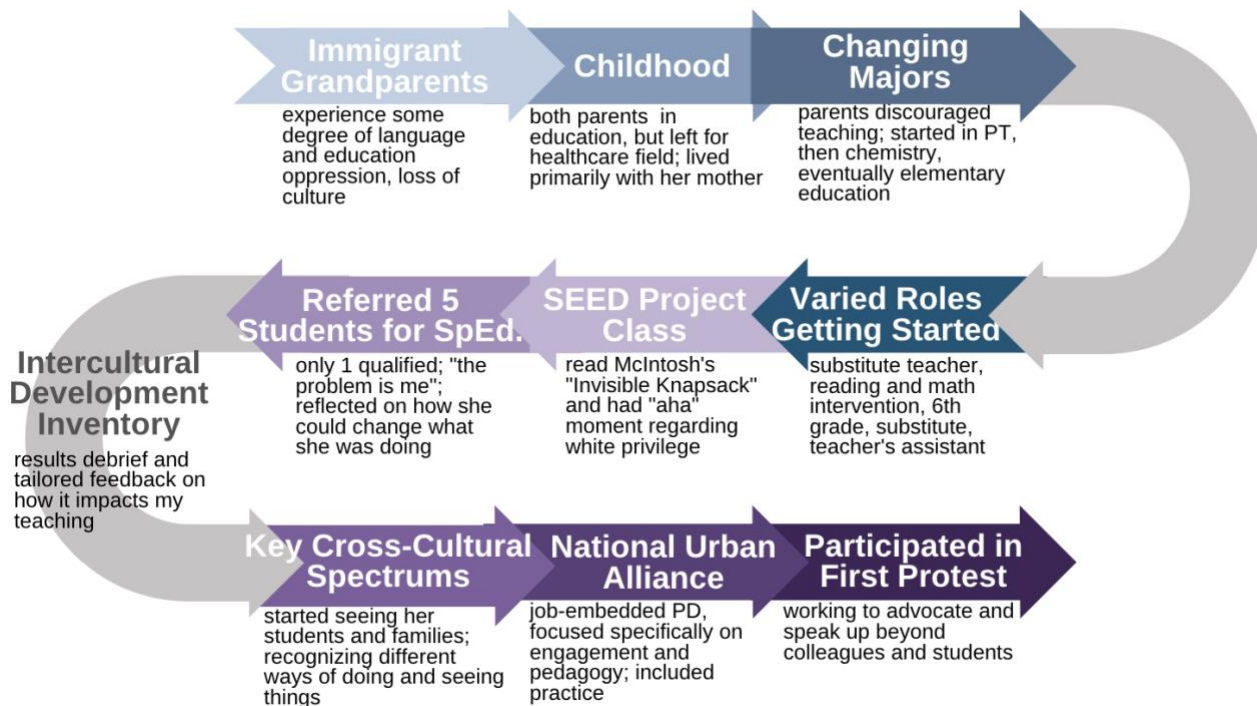 Immigrant
Grandparents
experience some
degree of language
and education
oppression, loss of
culture
Childhood
both parents in
education, but left for
healthcare field; lived
primarily with her mother
Changing
Majors
parents discouraged
teaching; started in PT,
then chemistry,
eventually elementary
education
Varied Roles
Getting Started
substitute teacher,
reading and math
intervention, 6th
grade, substitute,
teacher's assistant
SEED Project
Class
read McIntosh's
"Invisible Knapsack"
and had "aha"
moment regarding
white privilege
Referred 5
Students for SpEd.
only 1 qualified; "the
problem is me";
reflected on how she
could change what
she was doing
Intercultural
Development
Inventory
results debrief and
tailored feedback on
how it impacts my
teaching
Key Cross-Cultural
Spectrums
started seeing her
students and families;
recognizing different
ways of doing and seeing
things
National Urban
Alliance
job-embedded PD,
focused specifically on
engagement and
pedagogy; included
practice
Participated in
First Protest
working to advocate and
speak up beyond
colleagues and students